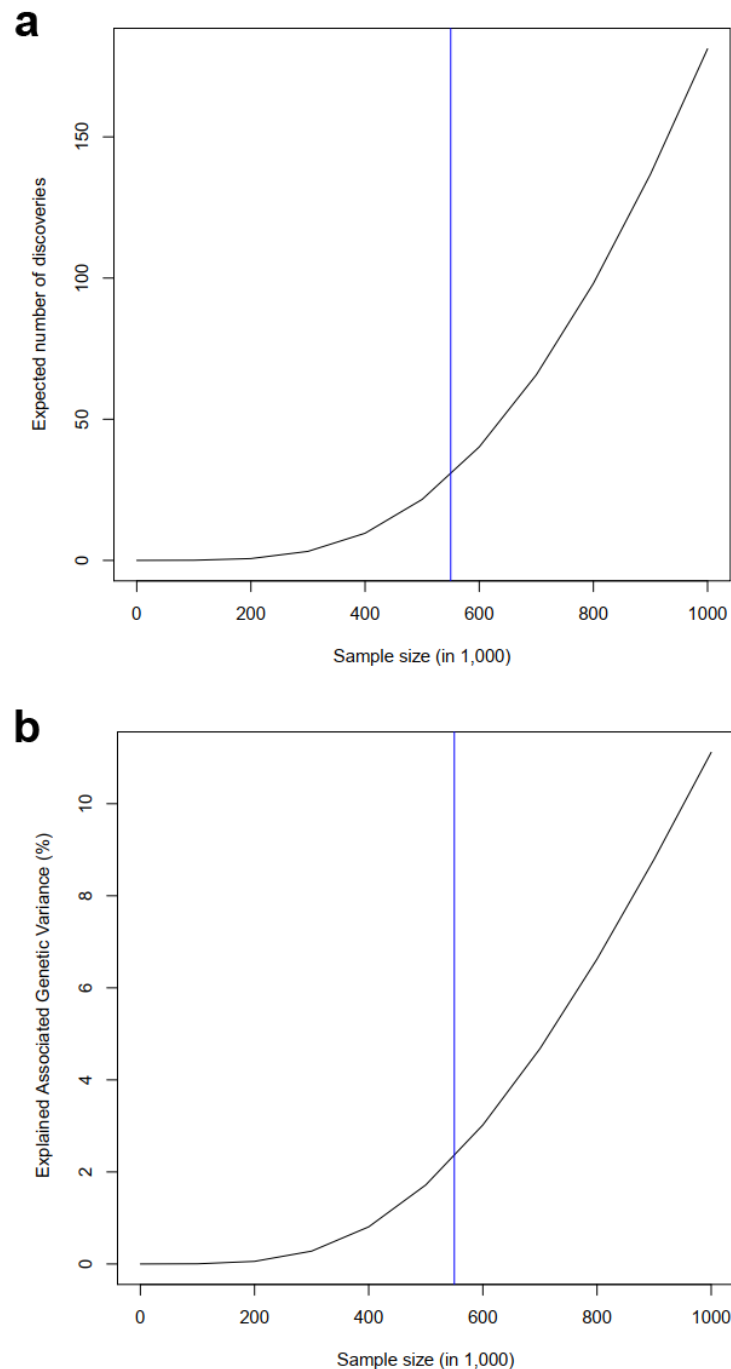 a
Expected number of discoveries
150
100
50
0
0 200 400 600 800 1000
Sample size (in 1,000)
b
Explained Associated Genetic Variance (%)
10
8
6
4
2
0
0 200 400 600 800 1000
Sample size (in 1,000)